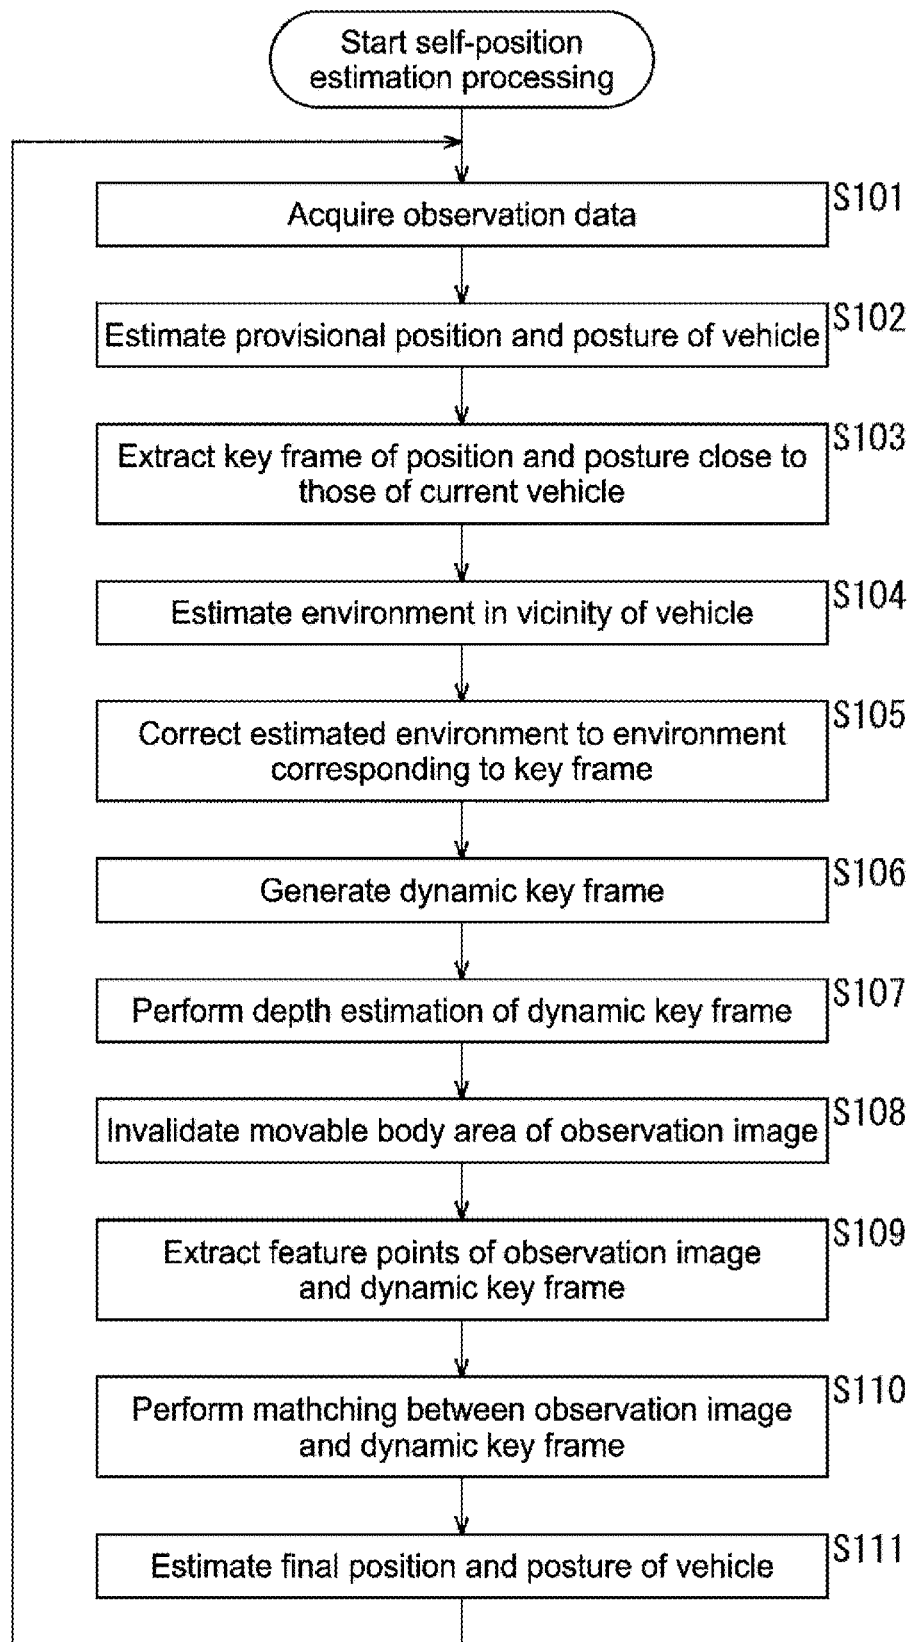 Start self-position
estimation processing
S101
Acquire observation data
S102
Estimate provisional position and posture of vehicle
S103
Extract key frame of position and posture close to
those of current vehicle
S104
Estimate environment in vicinity of vehicle
S105
Correct estimated environment to environment
corresponding to key frame
S106
Generate dynamic key frame
S107
Perform depth estimation of dynamic key frame
S108
Invalidate movable body area of observation image
S109
Extract feature points of observation image
and dynamic key frame
S110
Perform mathching between observation image
and dynamic key frame
S111
Estimate final position and posture of vehicle